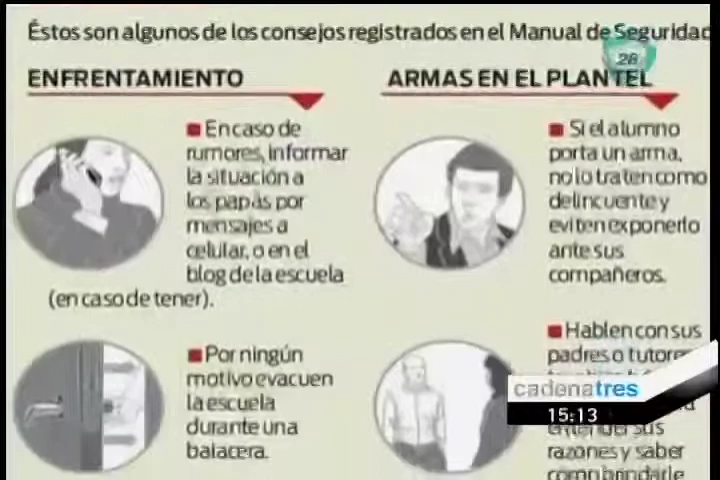 Éstos son algunos de los consejos registrados en el Manual de Seguridad
28
ENFRENTAMIENTO
■ En caso de
rumores, informar
la situación a
los papás por
mensajes a
celular, o en el
blog de la escuela
(en caso de tener).
■ Por ningún
motivo evacuen
la escuela
durante una
balacera.
ARMAS EN EL PLANTEL
■ Si el alumno
porta un arma,
no lo traten como
delincuente y
eviten exponerlo
ante sus
compañeros.
■ Hablen con sus
padres o tutores
entender sus
razones y saber
como brindarle
cadenatres
15:13